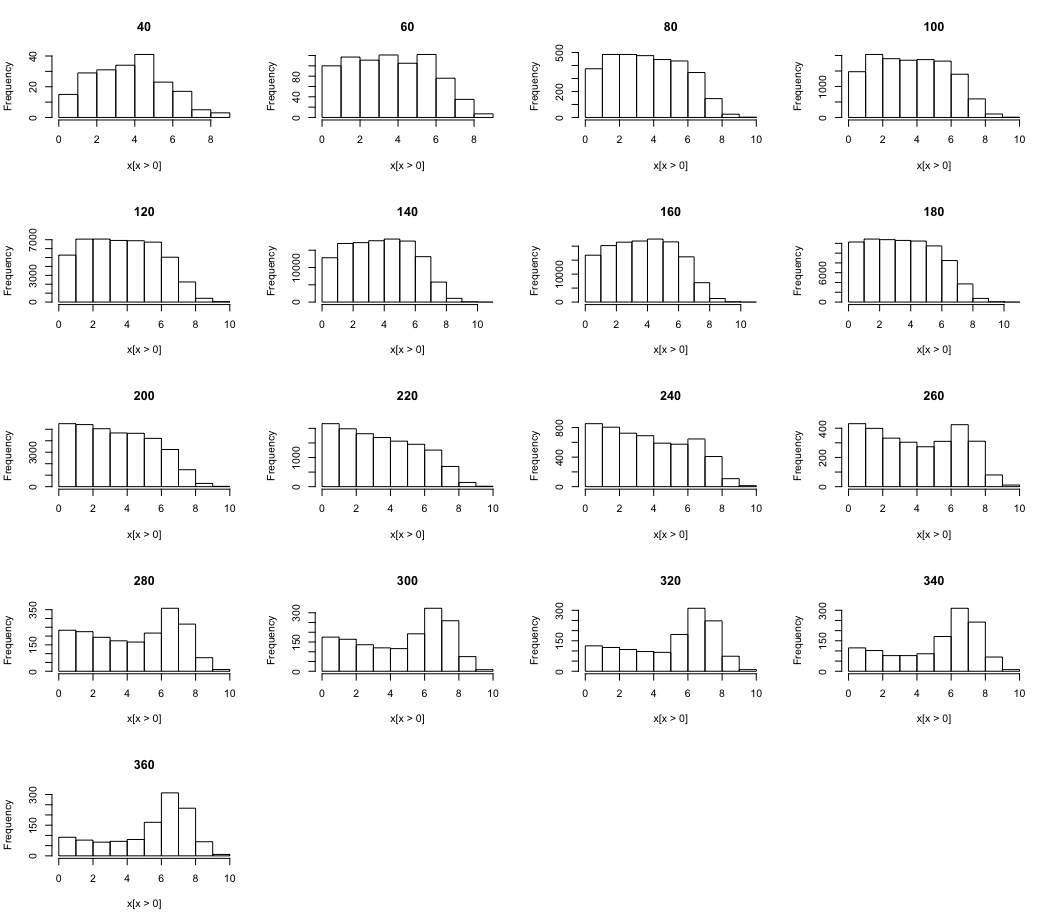 40
Frequency
0 20 40
0 2 4 6 8
x[x > 0]
60
Frequency
0 40 80
0 2 4 6 8
x[x > 0]
80
Frequency
0 200 500
0 2 4 6 8 10
x[x > 0]
100
Frequency
0 1000
0 2 4 6 8 10
x[x > 0]
120
Frequency
0 3000 7000
0 2 4 6 8 10
x[x > 0]
140
Frequency
0 10000
0 2 4 6 8 10
x[x > 0]
160
Frequency
0 10000
0 2 4 6 8 10
x[x > 0]
180
Frequency
0 6000
0 2 4 6 8 10
x[x > 0]
200
Frequency
0 3000
0 2 4 6 8 10
x[x > 0]
220
Frequency
0 1000
0 2 4 6 8 10
x[x > 0]
240
Frequency
0 400 800
0 2 4 6 8 10
x[x > 0]
260
Frequency
0 200 400
0 2 4 6 8 10
x[x > 0]
280
Frequency
0 150 350
0 2 4 6 8 10
x[x > 0]
300
Frequency
0 150 300
0 2 4 6 8 10
x[x > 0]
320
Frequency
0 150 300
0 2 4 6 8 10
x[x > 0]
340
Frequency
0 150 300
0 2 4 6 8 10
x[x > 0]
360
Frequency
0 150 300
0 2 4 6 8 10
x[x > 0]